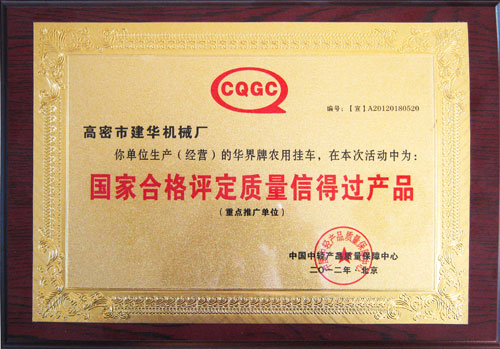 CQGC
编号：【宣】A20120180520
高密市建华机械厂
你单位生产（经营）的华界牌农用挂车，在本次活动中为：
国家合格评定质量信得过产品
（重点推广单位）
中国中轻产品质量保障中心
二〇一二年 北京